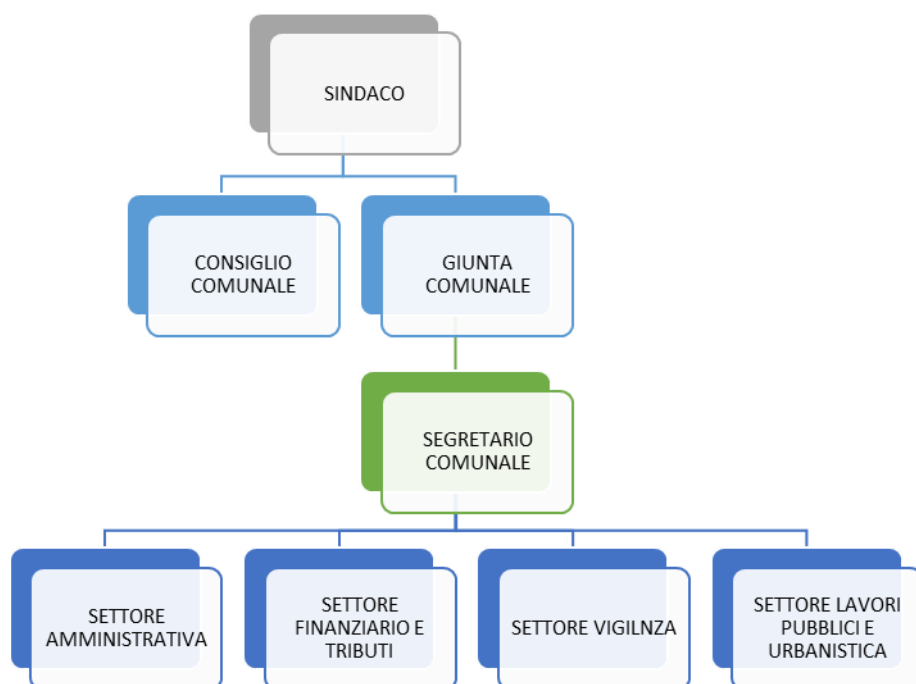 SINDACO
CONSIGLIO
COMUNALE
GIUNTA
COMUNALE
SEGRETARIO
COMUNALE
SETTORE
AMMINISTRATIVA
SETTORE
FINANZIARIO E
TRIBUTI
SETTORE VIGILNZA
SETTORE LAVORI
PUBBLICI E
URBANISTICA